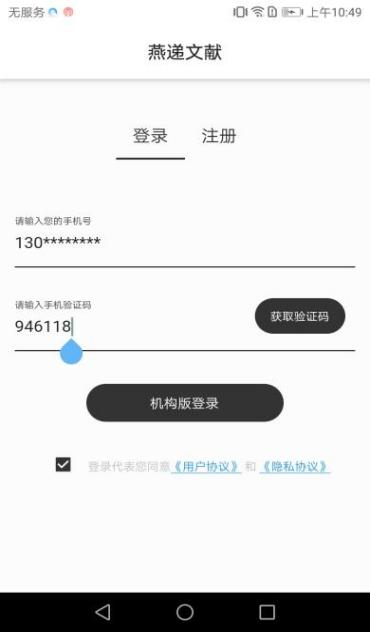 无服务 上午10:49
燕递文献
登录 注册
请输入您的手机号
130********
请输入手机验证码
946118
获取验证码
机构版登录
登录代表您同意《用户协议》和《隐私协议》